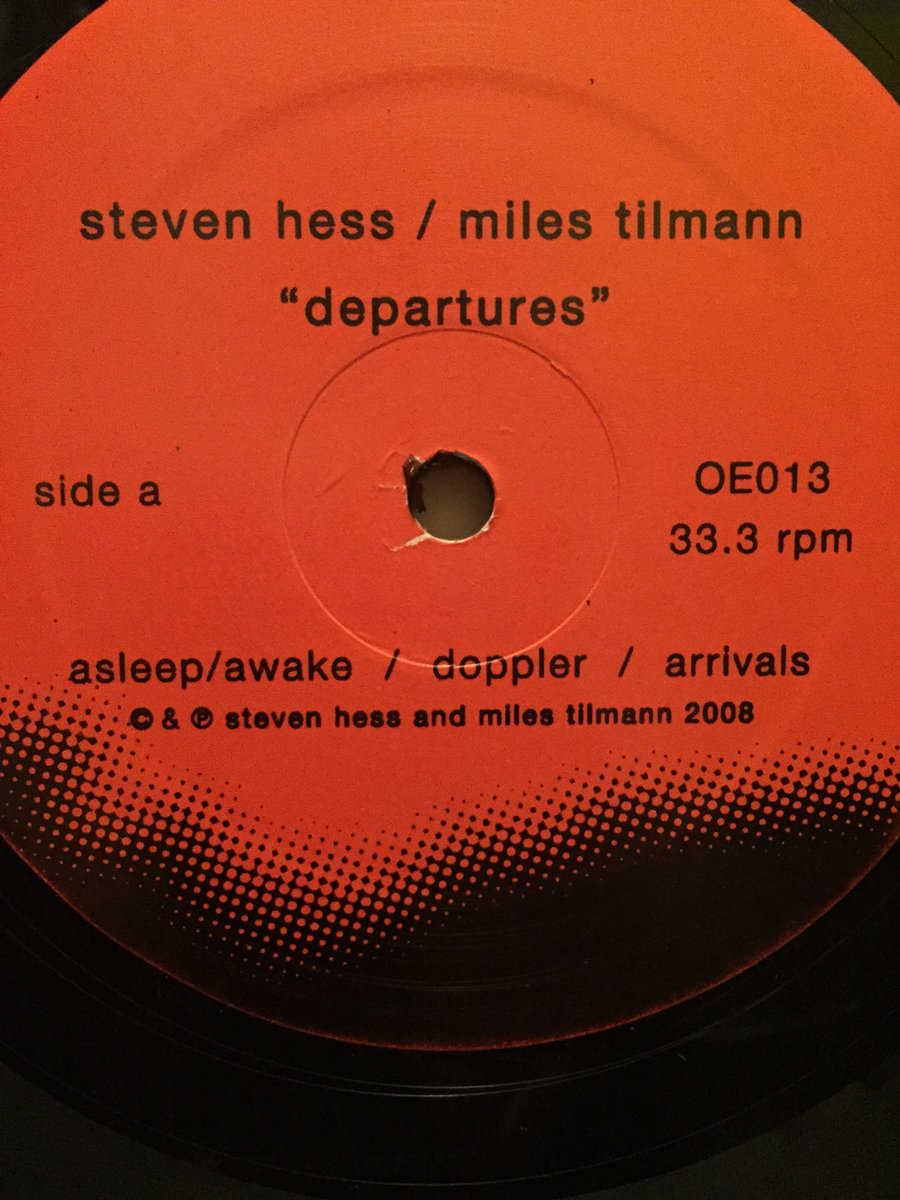 steven hess / miles tilmann
“departures”
side a
OE013
33.3 rpm
asleep/awake / doppler / arrivals
© & ℗ steven hess and miles tilmann 2008